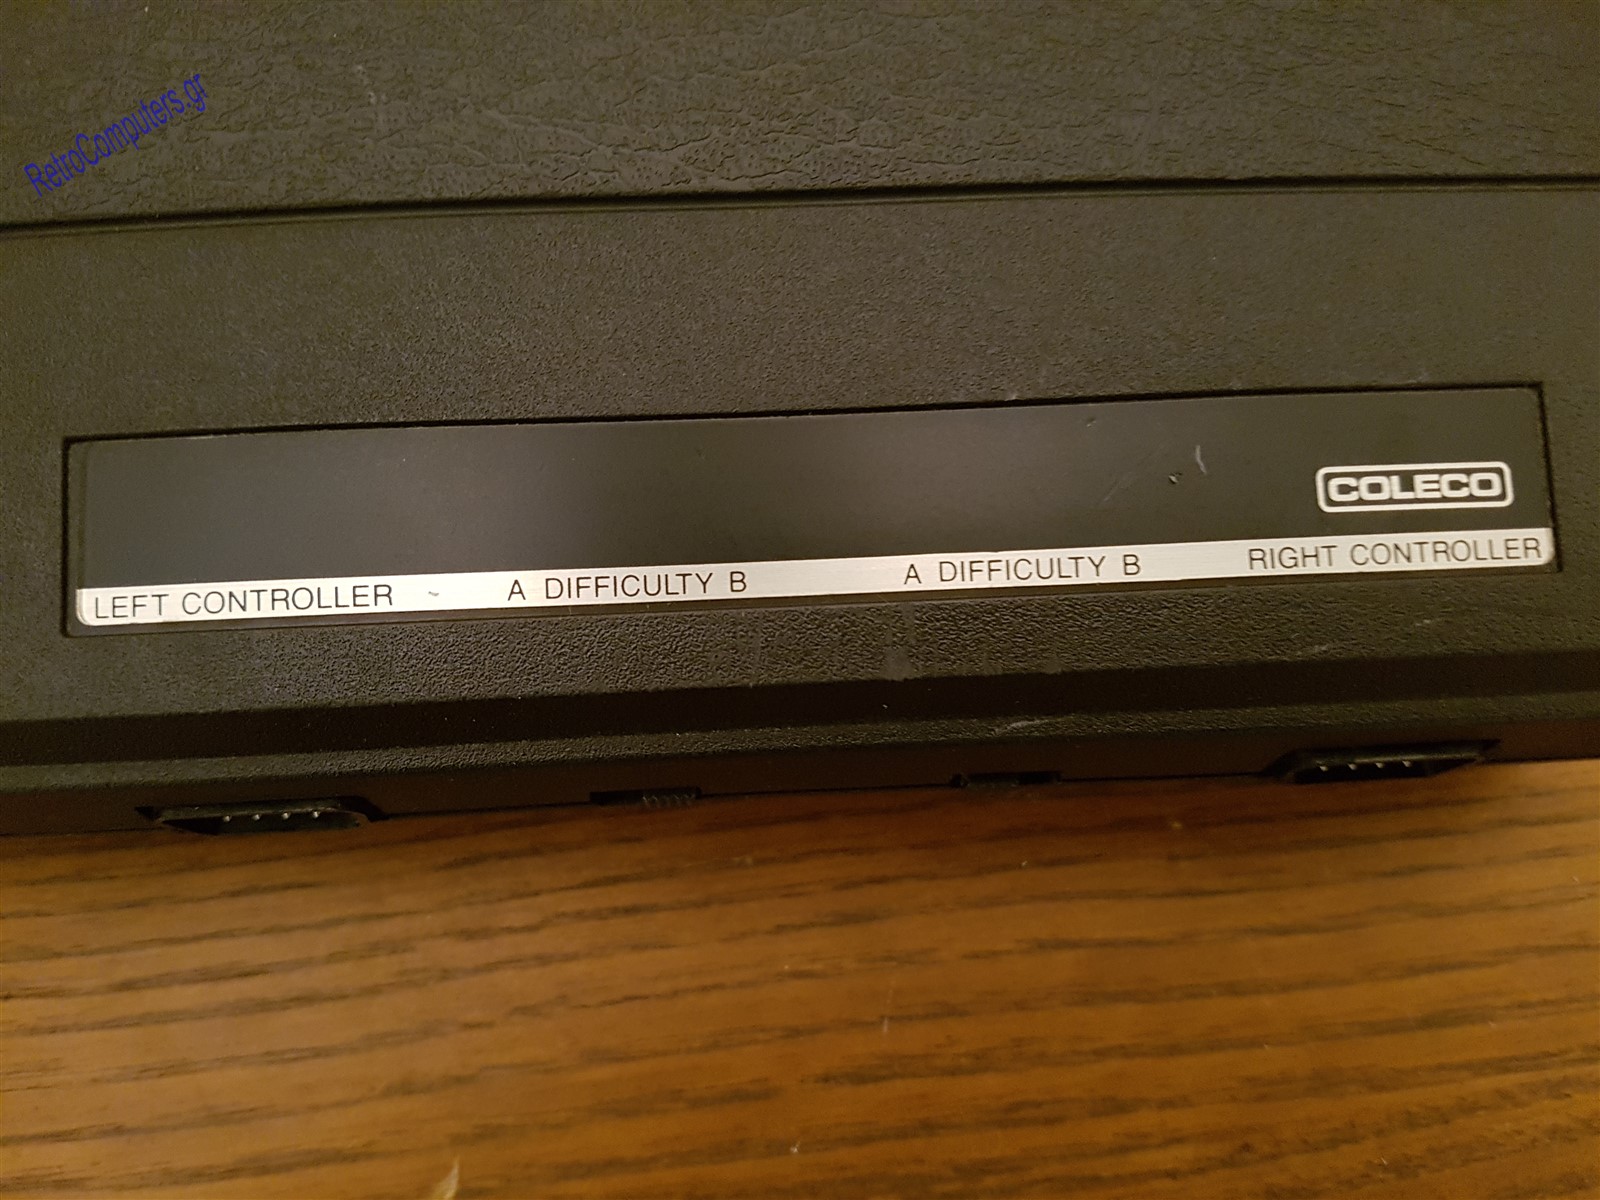 RetroComputers.gr
COLECO
LEFT CONTROLLER A DIFFICULTY B A DIFFICULTY B RIGHT CONTROLLER